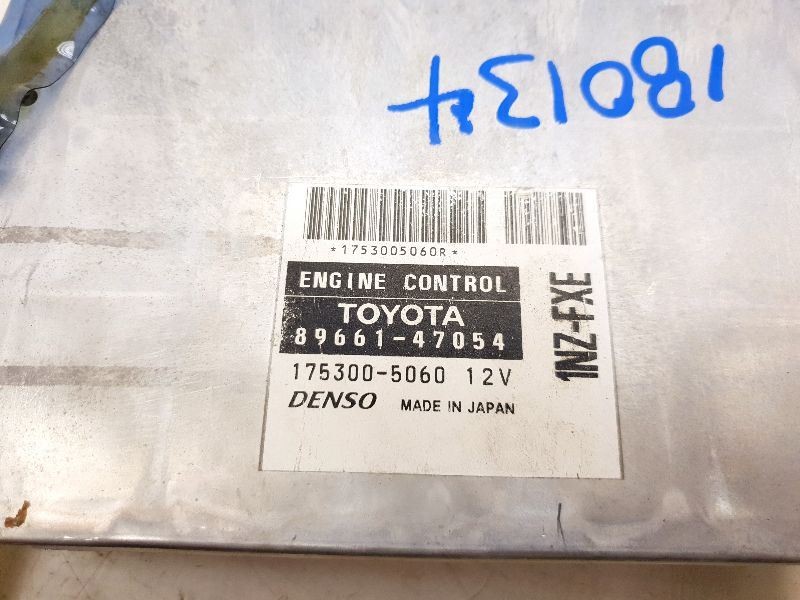 180134
*1753005060R*
ENGINE CONTROL
TOYOTA
89661-47054
175300-5060 12V
DENSO MADE IN JAPAN
1NZ-FXE